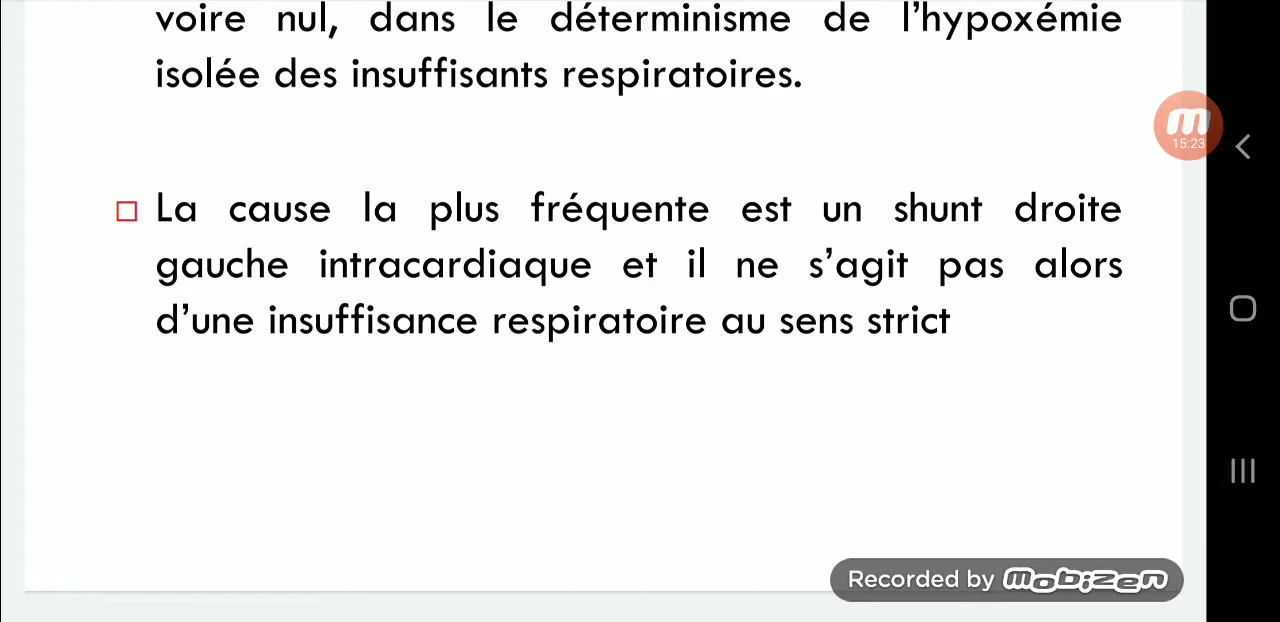 voire nul, dans le déterminisme de l'hypoxémie
isolée des insuffisants respiratoires.
15:23
La cause la plus fréquente est un shunt droite
gauche intracardiaque et il ne s'agit pas alors
d'une insuffisance respiratoire au sens strict
Recorded by mobizen